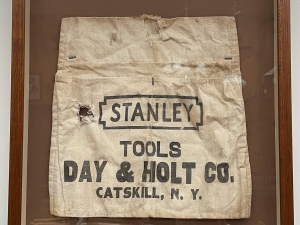 STANLEY
TOOLS
DAY & HOLT CO.
CATSKILL, N. Y.